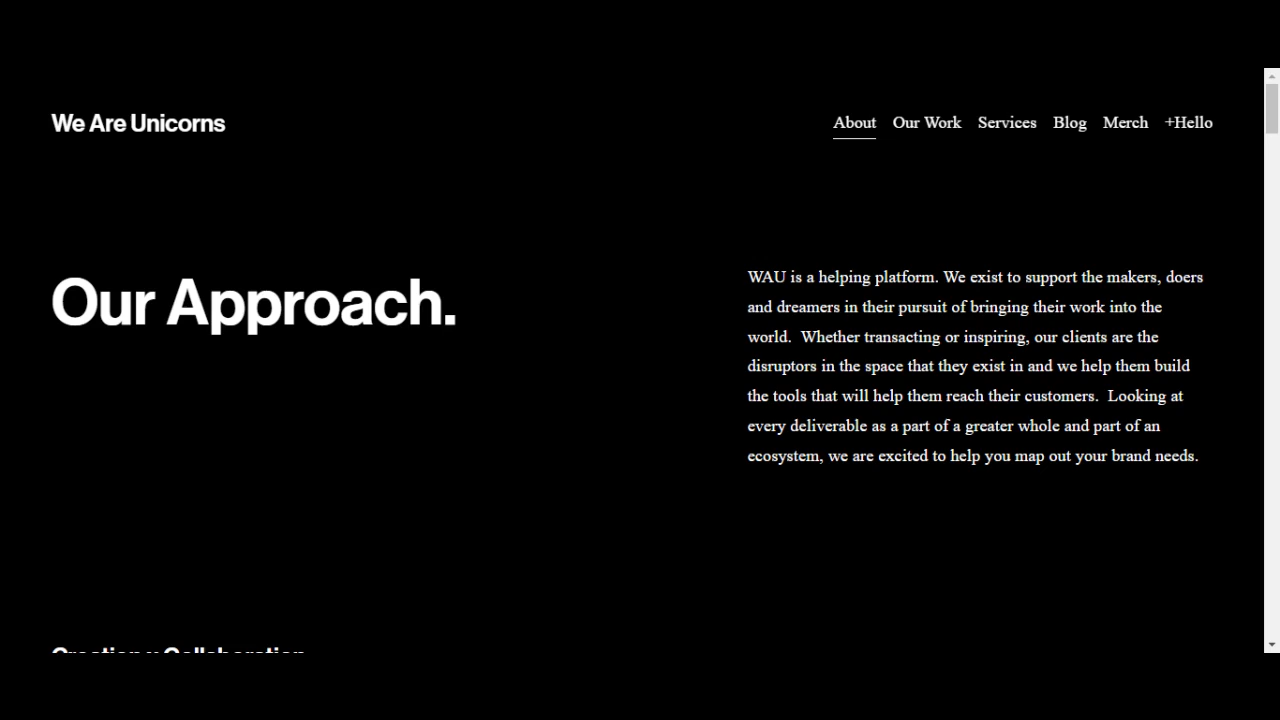 We Are Unicorns
About Our Work Services Blog Merch +Hello
Our Approach.
WAU is a helping platform. We exist to support the makers, doers
and dreamers in their pursuit of bringing their work into the
world.  Whether transacting or inspiring, our clients are the
disruptors in the space that they exist in and we help them build
the tools that will help them reach their customers.  Looking at
every deliverable as a part of a greater whole and part of an
ecosystem, we are excited to help you map out your brand needs.
Creation x Collaboration